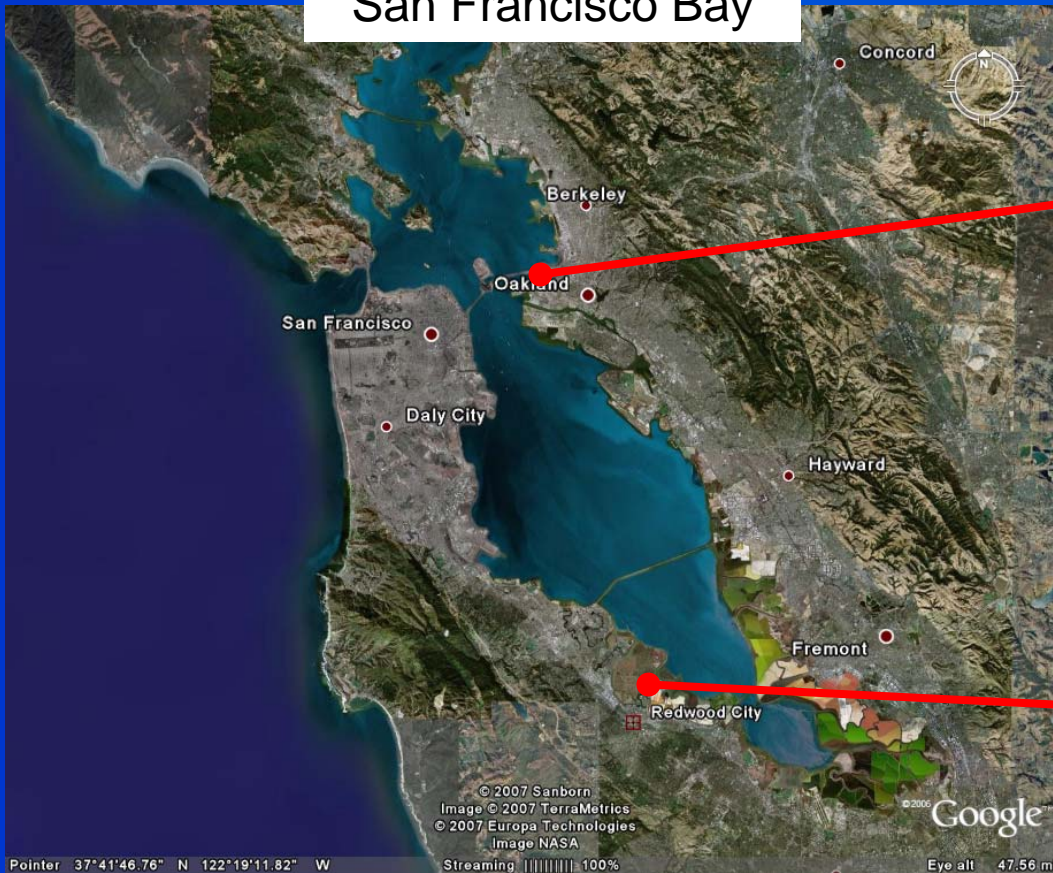 San Francisco Bay
Concord
N
Berkeley
Oakland
San Francisco
Daly City
Hayward
Fremont
Redwood City
© 2007 Sanborn
Image © 2007 TerraMetrics
© 2007 Europa Technologies
Image NASA
©2006 Google™
Pointer 37°41'46.76" N 122°19'11.82" W Streaming ||||||||| 100% Eye alt 47.56 m